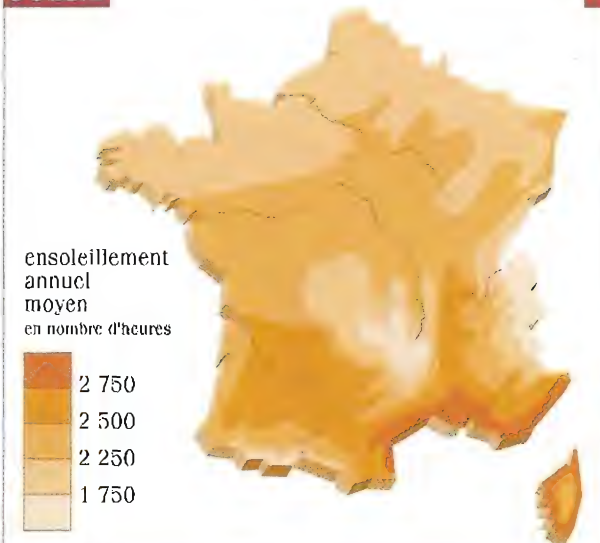 ensoleillement
annuel
moyen
en nombre d'heures
2 750
2 500
2 250
1 750